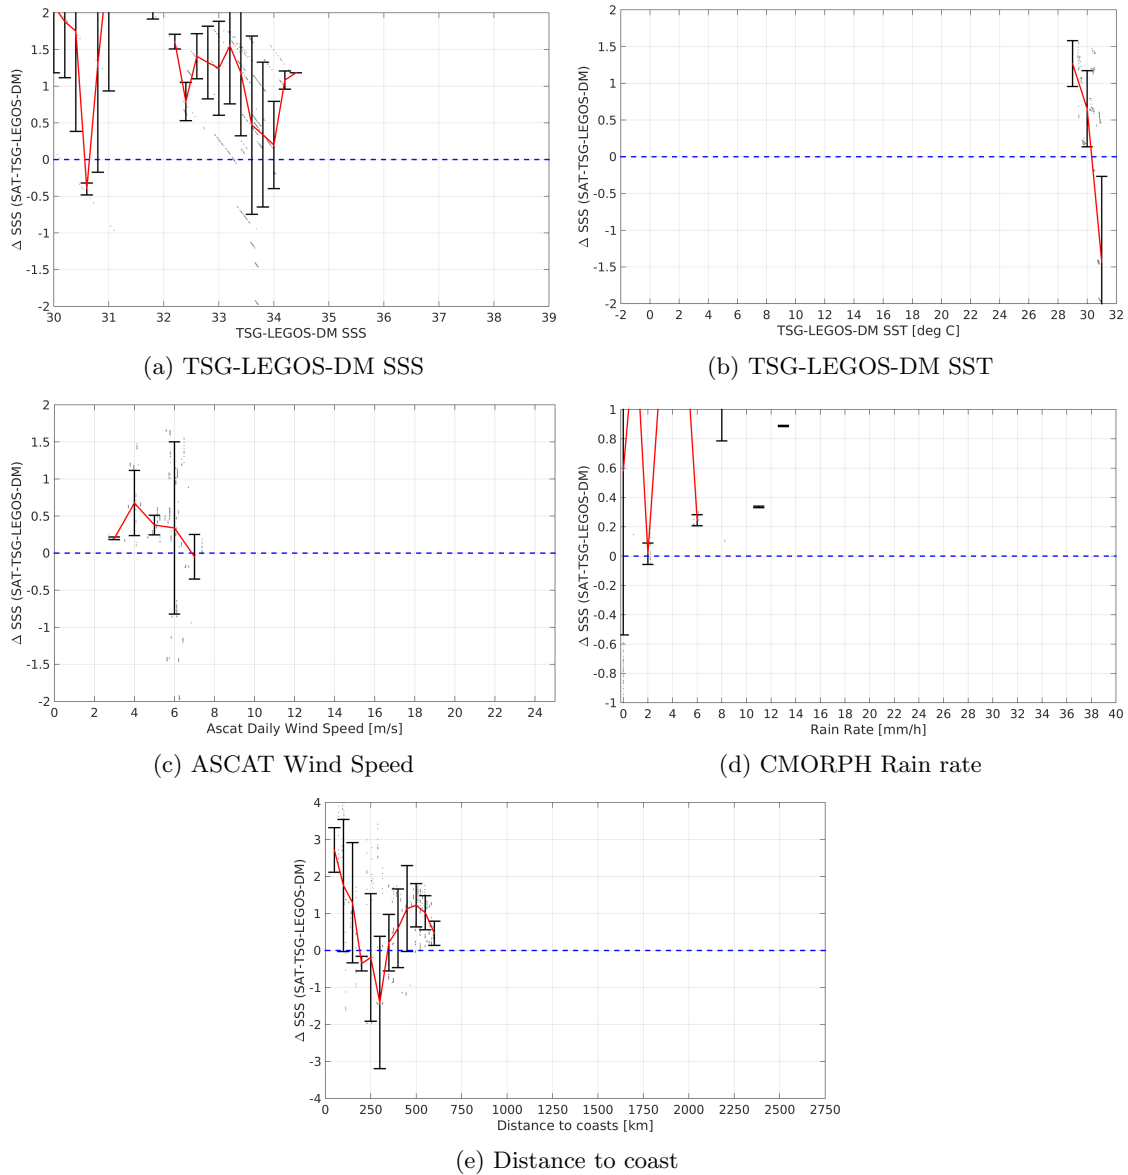 2
1.5
1
0.5
0
-0.5
-1
-1.5
-2
Δ SSS (SAT-TSG-LEGOS-DM)
30 31 32 33 34 35 36 37 38 39
TSG-LEGOS-DM SSS
(a) TSG-LEGOS-DM SSS
2
1.5
1
0.5
0
-0.5
-1
-1.5
-2
Δ SSS (SAT-TSG-LEGOS-DM)
-2 0 2 4 6 8 10 12 14 16 18 20 22 24 26 28 30 32
TSG-LEGOS-DM SST [deg C]
(b) TSG-LEGOS-DM SST
2
1.5
1
0.5
0
-0.5
-1
-1.5
-2
Δ SSS (SAT-TSG-LEGOS-DM)
0 2 4 6 8 10 12 14 16 18 20 22 24
Ascat Daily Wind Speed [m/s]
(c) ASCAT Wind Speed
1
0.8
0.6
0.4
0.2
0
-0.2
-0.4
-0.6
-0.8
-1
Δ SSS (SAT-TSG-LEGOS-DM)
0 2 4 6 8 10 12 14 16 18 20 22 24 26 28 30 32 34 36 38 40
Rain Rate [mm/h]
(d) CMORPH Rain rate
4
3
2
1
0
-1
-2
-3
-4
Δ SSS (SAT-TSG-LEGOS-DM)
0 250 500 750 1000 1250 1500 1750 2000 2250 2500 2750
Distance to coasts [km]
(e) Distance to coast